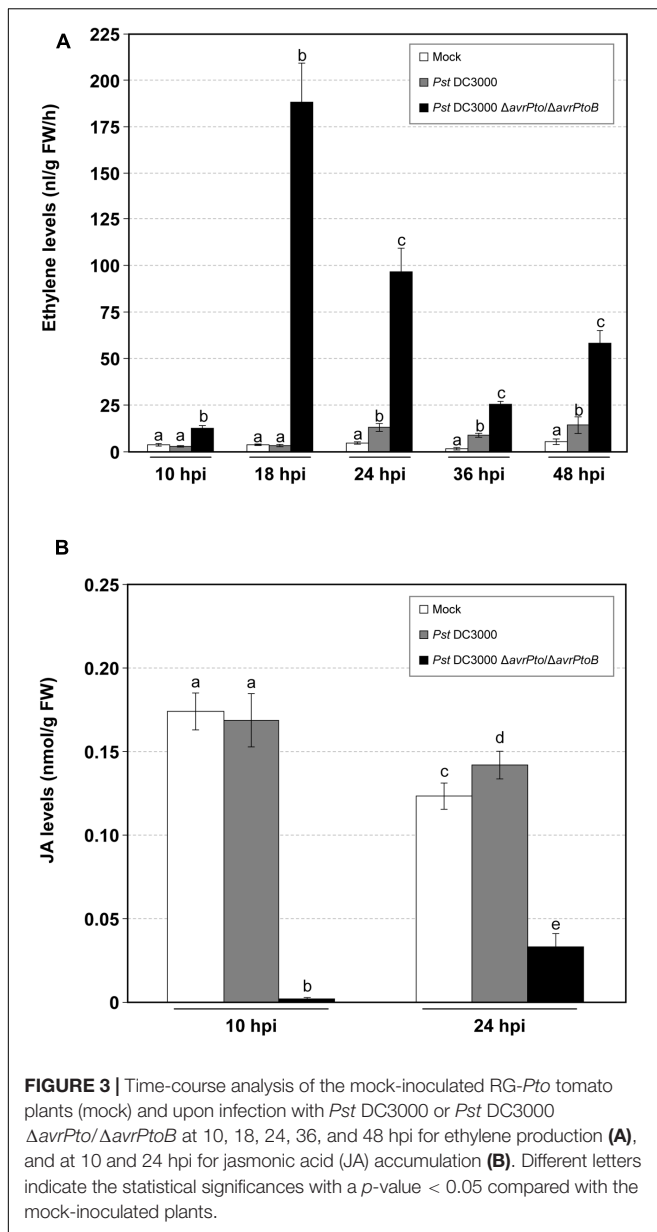 A
Ethylene levels (nl/g FW/h)
225
200
175
150
125
100
75
50
25
0
Mock
Pst DC3000
Pst DC3000 ΔavrPto/ΔavrPtoB
a a b
a a b
a b c
a b c
a b c
10 hpi 18 hpi 24 hpi 36 hpi 48 hpi
B
JA levels (nmol/g FW)
0.25
0.20
0.15
0.10
0.05
0
Mock
Pst DC3000
Pst DC3000 ΔavrPto/ΔavrPtoB
a a b
c d e
10 hpi 24 hpi
FIGURE 3 | Time-course analysis of the mock-inoculated RG-Pto tomato
plants (mock) and upon infection with Pst DC3000 or Pst DC3000
ΔavrPto/ΔavrPtoB at 10, 18, 24, 36, and 48 hpi for ethylene production (A),
and at 10 and 24 hpi for jasmonic acid (JA) accumulation (B). Different letters
indicate the statistical significances with a p-value < 0.05 compared with the
mock-inoculated plants.